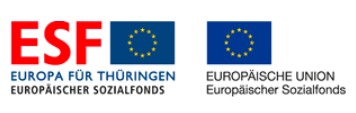 ESF
EUROPA FÜR THÜRINGEN
EUROPÄISCHER SOZIALFONDS
EUROPÄISCHE UNION
Europäischer Sozialfonds